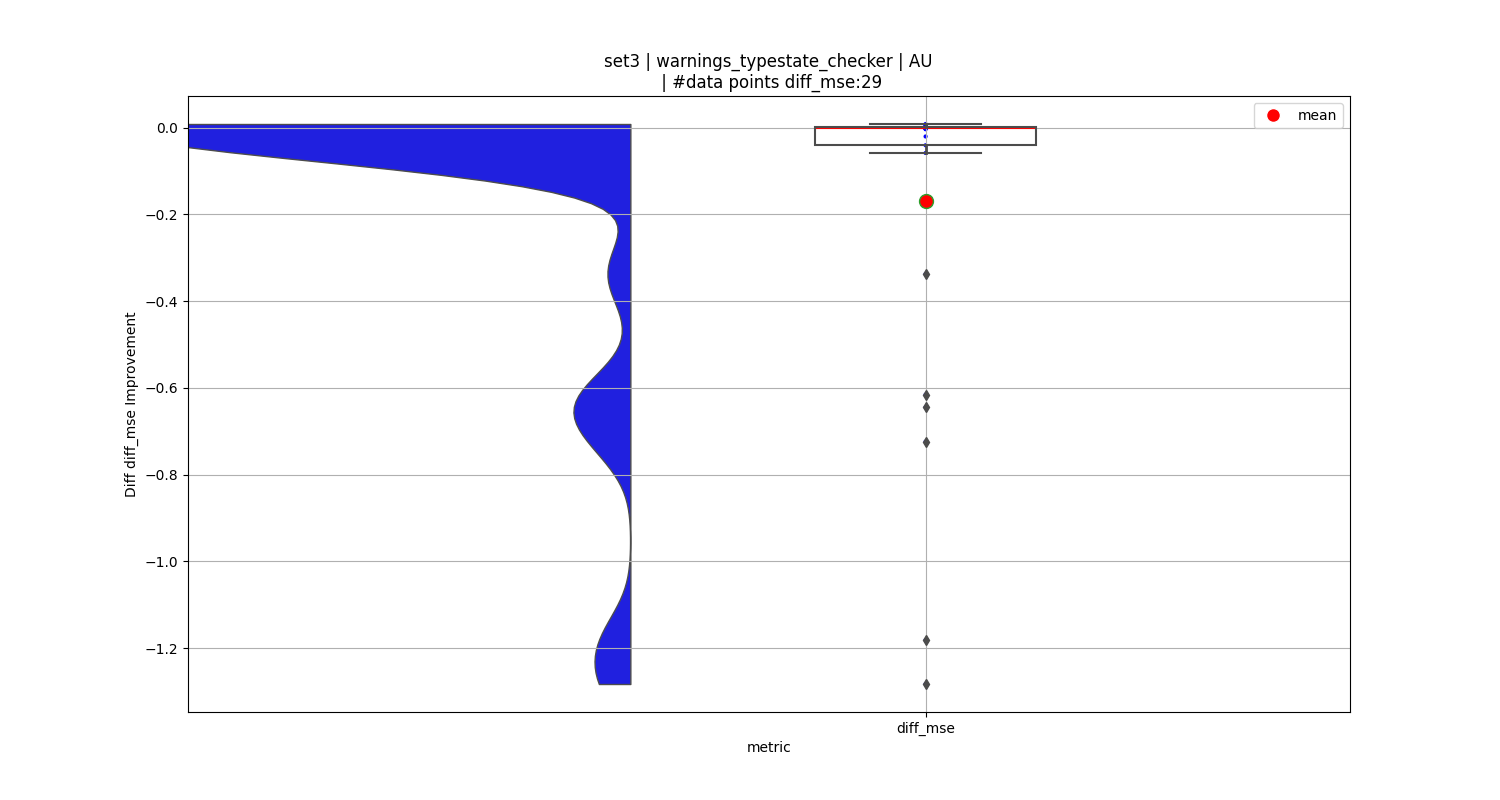 set3 | warnings_typestate_checker | AU
| #data points diff_mse:29
mean
0.0
−0.2
−0.4
−0.6
−0.8
−1.0
−1.2
Diff diff_mse Improvement
diff_mse
metric